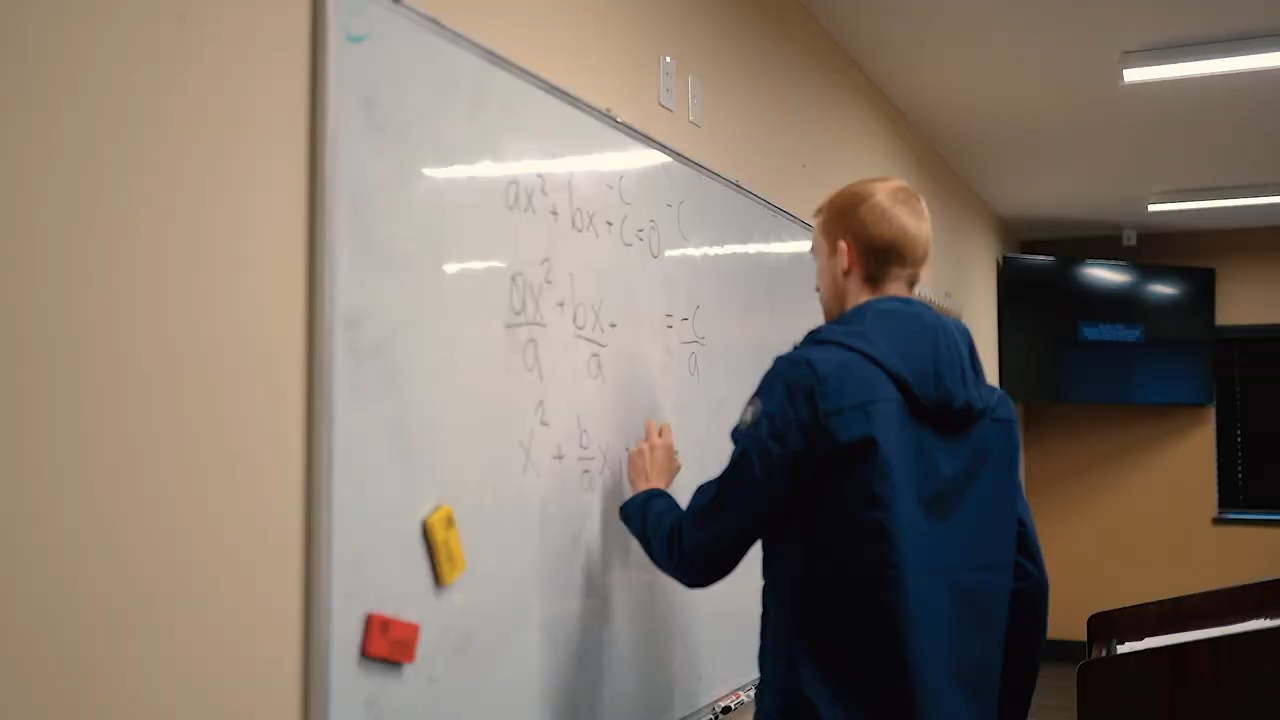 -C
ax² + bx + C = 0 -C
ax²/a + bx/a + = -C/a
x² + b/a x